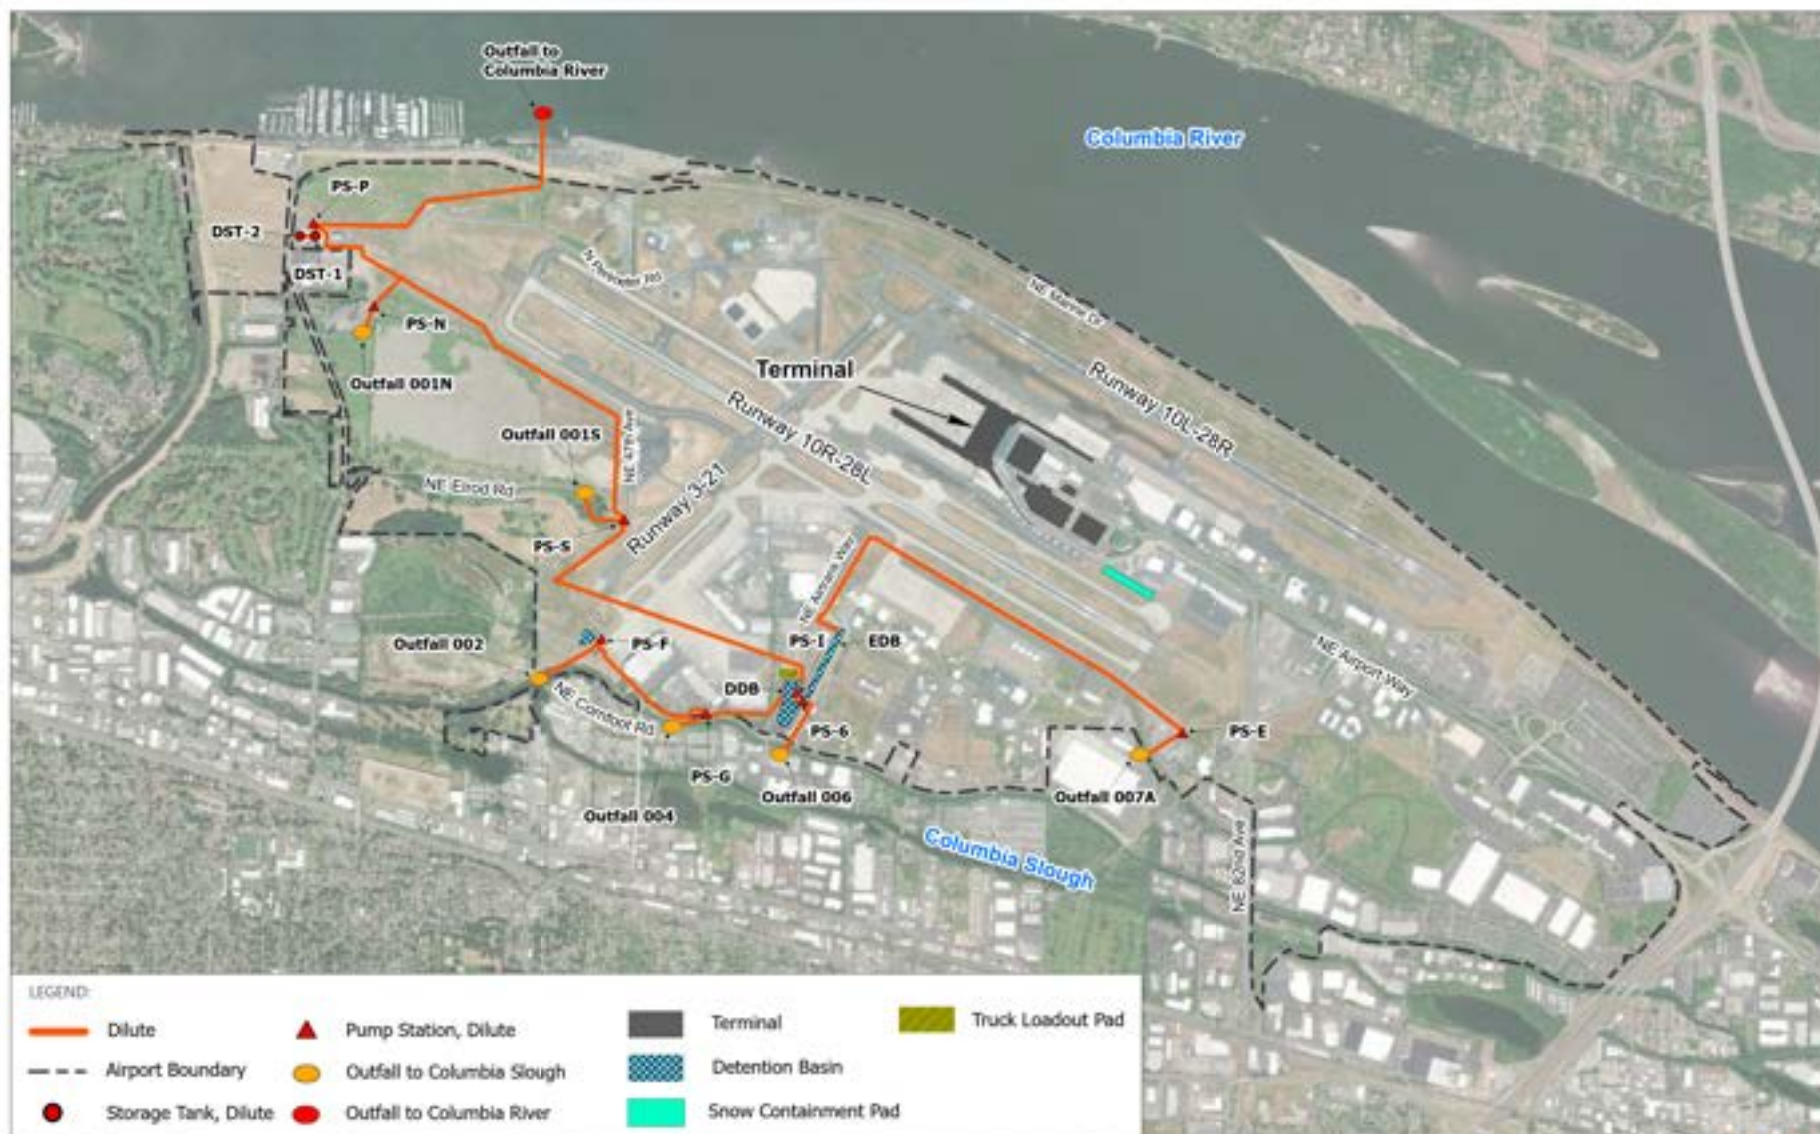 Outfall to
Columbia River
Columbia River
PS-P
DST-2
DST-1
N Perimeter Rd
NE Marine Dr
PS-N
Outfall 001N
Terminal
Runway 10L-28R
Runway 10R-28L
Outfall 001S
NE 47th Ave
Runway 3-21
NE Elrod Rd
PS-S
NE Airtrans Way
Outfall 002
PS-F
PS-I
EDB
NE Airport Way
DDB
NE Cornfoot Rd
PS-6
PS-E
PS-G
Outfall 006
Outfall 007A
Outfall 004
Columbia Slough
NE 82nd Ave
LEGEND:
Dilute
Pump Station, Dilute
Terminal
Truck Loadout Pad
Airport Boundary
Outfall to Columbia Slough
Detention Basin
Storage Tank, Dilute
Outfall to Columbia River
Snow Containment Pad